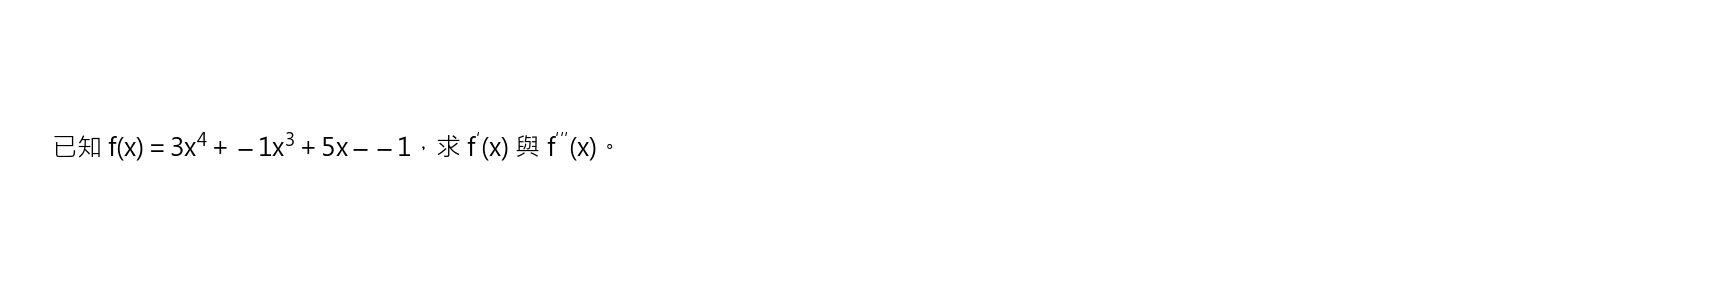 已知 f(x) = 3x⁴ + −1x³ + 5x − −1，求 f′(x) 與 f′′′(x)。